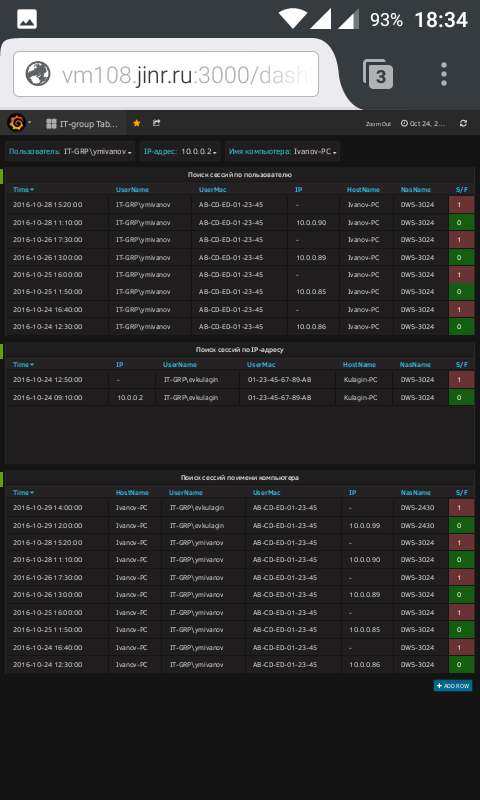 93% 18:34
vm108.jinr.ru:3000/dash
3
IT-group Tab... Zoom Out Oct 24, 2...
Пользователь: IT-GRP\ymivanov IP-адрес: 10.0.0.2 Имя компьютера: Ivanov-PC
Поиск сессий по пользователю
Time UserName UserMac IP HostName NasName S/F
2016-10-28 15:20:00 IT-GRP\ymivanov AB-CD-ED-01-23-45 - Ivanov-PC DWS-3024 1
2016-10-28 11:10:00 IT-GRP\ymivanov AB-CD-ED-01-23-45 10.0.0.90 Ivanov-PC DWS-3024 0
2016-10-26 17:30:00 IT-GRP\ymivanov AB-CD-ED-01-23-45 - Ivanov-PC DWS-3024 1
2016-10-26 13:00:00 IT-GRP\ymivanov AB-CD-ED-01-23-45 10.0.0.89 Ivanov-PC DWS-3024 0
2016-10-25 16:00:00 IT-GRP\ymivanov AB-CD-ED-01-23-45 - Ivanov-PC DWS-3024 1
2016-10-25 11:50:00 IT-GRP\ymivanov AB-CD-ED-01-23-45 10.0.0.85 Ivanov-PC DWS-3024 0
2016-10-24 16:40:00 IT-GRP\ymivanov AB-CD-ED-01-23-45 - Ivanov-PC DWS-3024 1
2016-10-24 12:30:00 IT-GRP\ymivanov AB-CD-ED-01-23-45 10.0.0.86 Ivanov-PC DWS-3024 0
Поиск сессий по IP-адресу
Time IP UserName UserMac HostName NasName S/F
2016-10-24 12:50:00 - IT-GRP\evkulagin 01-23-45-67-89-AB Kulagin-PC DWS-3024 1
2016-10-24 09:10:00 10.0.0.2 IT-GRP\evkulagin 01-23-45-67-89-AB Kulagin-PC DWS-3024 0
Поиск сессий по имени компьютера
Time HostName UserName UserMac IP NasName S/F
2016-10-29 14:00:00 Ivanov-PC IT-GRP\evkulagin AB-CD-ED-01-23-45 - DWS-2430 1
2016-10-29 12:00:00 Ivanov-PC IT-GRP\evkulagin AB-CD-ED-01-23-45 10.0.0.99 DWS-2430 0
2016-10-28 15:20:00 Ivanov-PC IT-GRP\ymivanov AB-CD-ED-01-23-45 - DWS-3024 1
2016-10-28 11:10:00 Ivanov-PC IT-GRP\ymivanov AB-CD-ED-01-23-45 10.0.0.90 DWS-3024 0
2016-10-26 17:30:00 Ivanov-PC IT-GRP\ymivanov AB-CD-ED-01-23-45 - DWS-3024 1
2016-10-26 13:00:00 Ivanov-PC IT-GRP\ymivanov AB-CD-ED-01-23-45 10.0.0.89 DWS-3024 0
2016-10-25 16:00:00 Ivanov-PC IT-GRP\ymivanov AB-CD-ED-01-23-45 - DWS-3024 1
2016-10-25 11:50:00 Ivanov-PC IT-GRP\ymivanov AB-CD-ED-01-23-45 10.0.0.85 DWS-3024 0
2016-10-24 16:40:00 Ivanov-PC IT-GRP\ymivanov AB-CD-ED-01-23-45 - DWS-3024 1
2016-10-24 12:30:00 Ivanov-PC IT-GRP\ymivanov AB-CD-ED-01-23-45 10.0.0.86 DWS-3024 0
+ ADD ROW